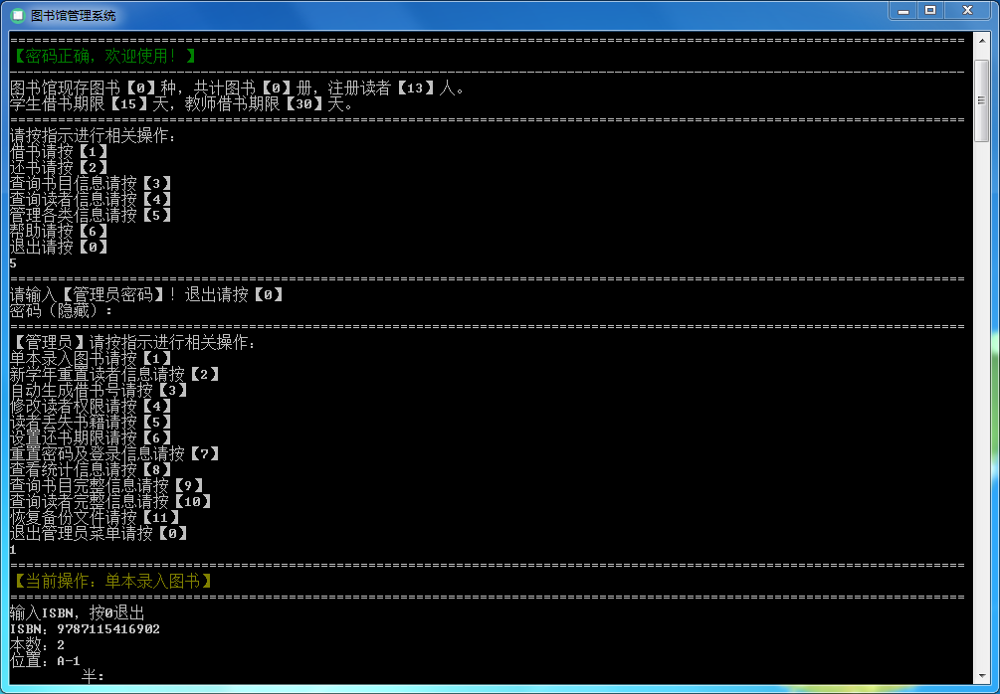 图书馆管理系统
【密码正确，欢迎使用！】
图书馆现存图书【0】种，共计图书【0】册，注册读者【13】人。
学生借书期限【15】天，教师借书期限【30】天。
请按指示进行相关操作：
借书请按【1】
还书请按【2】
查询书目信息请按【3】
查询读者信息请按【4】
管理各类信息请按【5】
帮助请按【6】
退出请按【0】
5
请输入【管理员密码】！退出请按【0】
密码（隐藏）：
【管理员】请按指示进行相关操作：
单本录入图书请按【1】
新学年重置读者信息请按【2】
自动生成借书号请按【3】
修改读者权限请按【4】
读者丢失书籍请按【5】
设置还书期限请按【6】
重置密码及登录信息请按【7】
查看统计信息请按【8】
查询书目完整信息请按【9】
查询读者完整信息请按【10】
恢复备份文件请按【11】
退出管理员菜单请按【0】
1
【当前操作：单本录入图书】
输入ISBN，按0退出
ISBN：9787115416902
本数：2
位置：A-1
半：